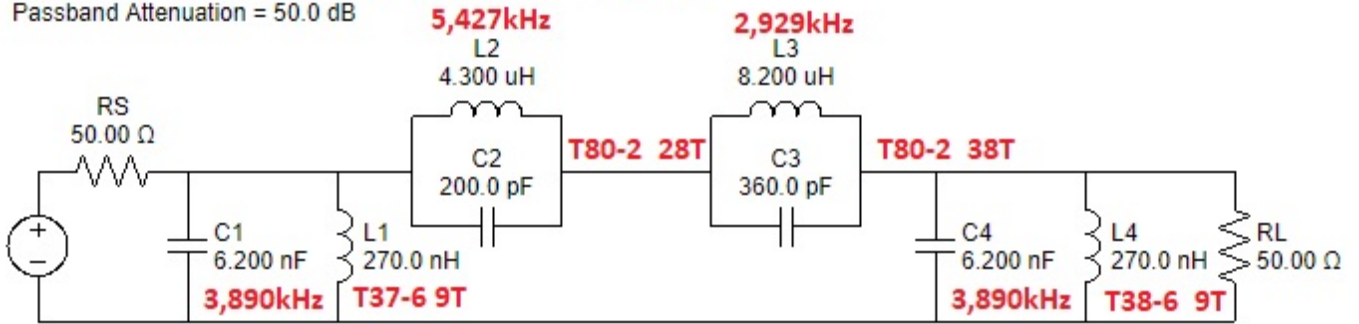 Passband Attenuation = 50.0 dB
5,427kHz
L2
4.300 uH
2,929kHz
L3
8.200 uH
RS
50.00 Ω
C2
200.0 pF
T80-2 28T
C3
360.0 pF
T80-2 38T
+
−
C1
6.200 nF
3,890kHz
L1
270.0 nH
T37-6 9T
C4
6.200 nF
3,890kHz
L4
270.0 nH
T38-6 9T
RL
50.00 Ω